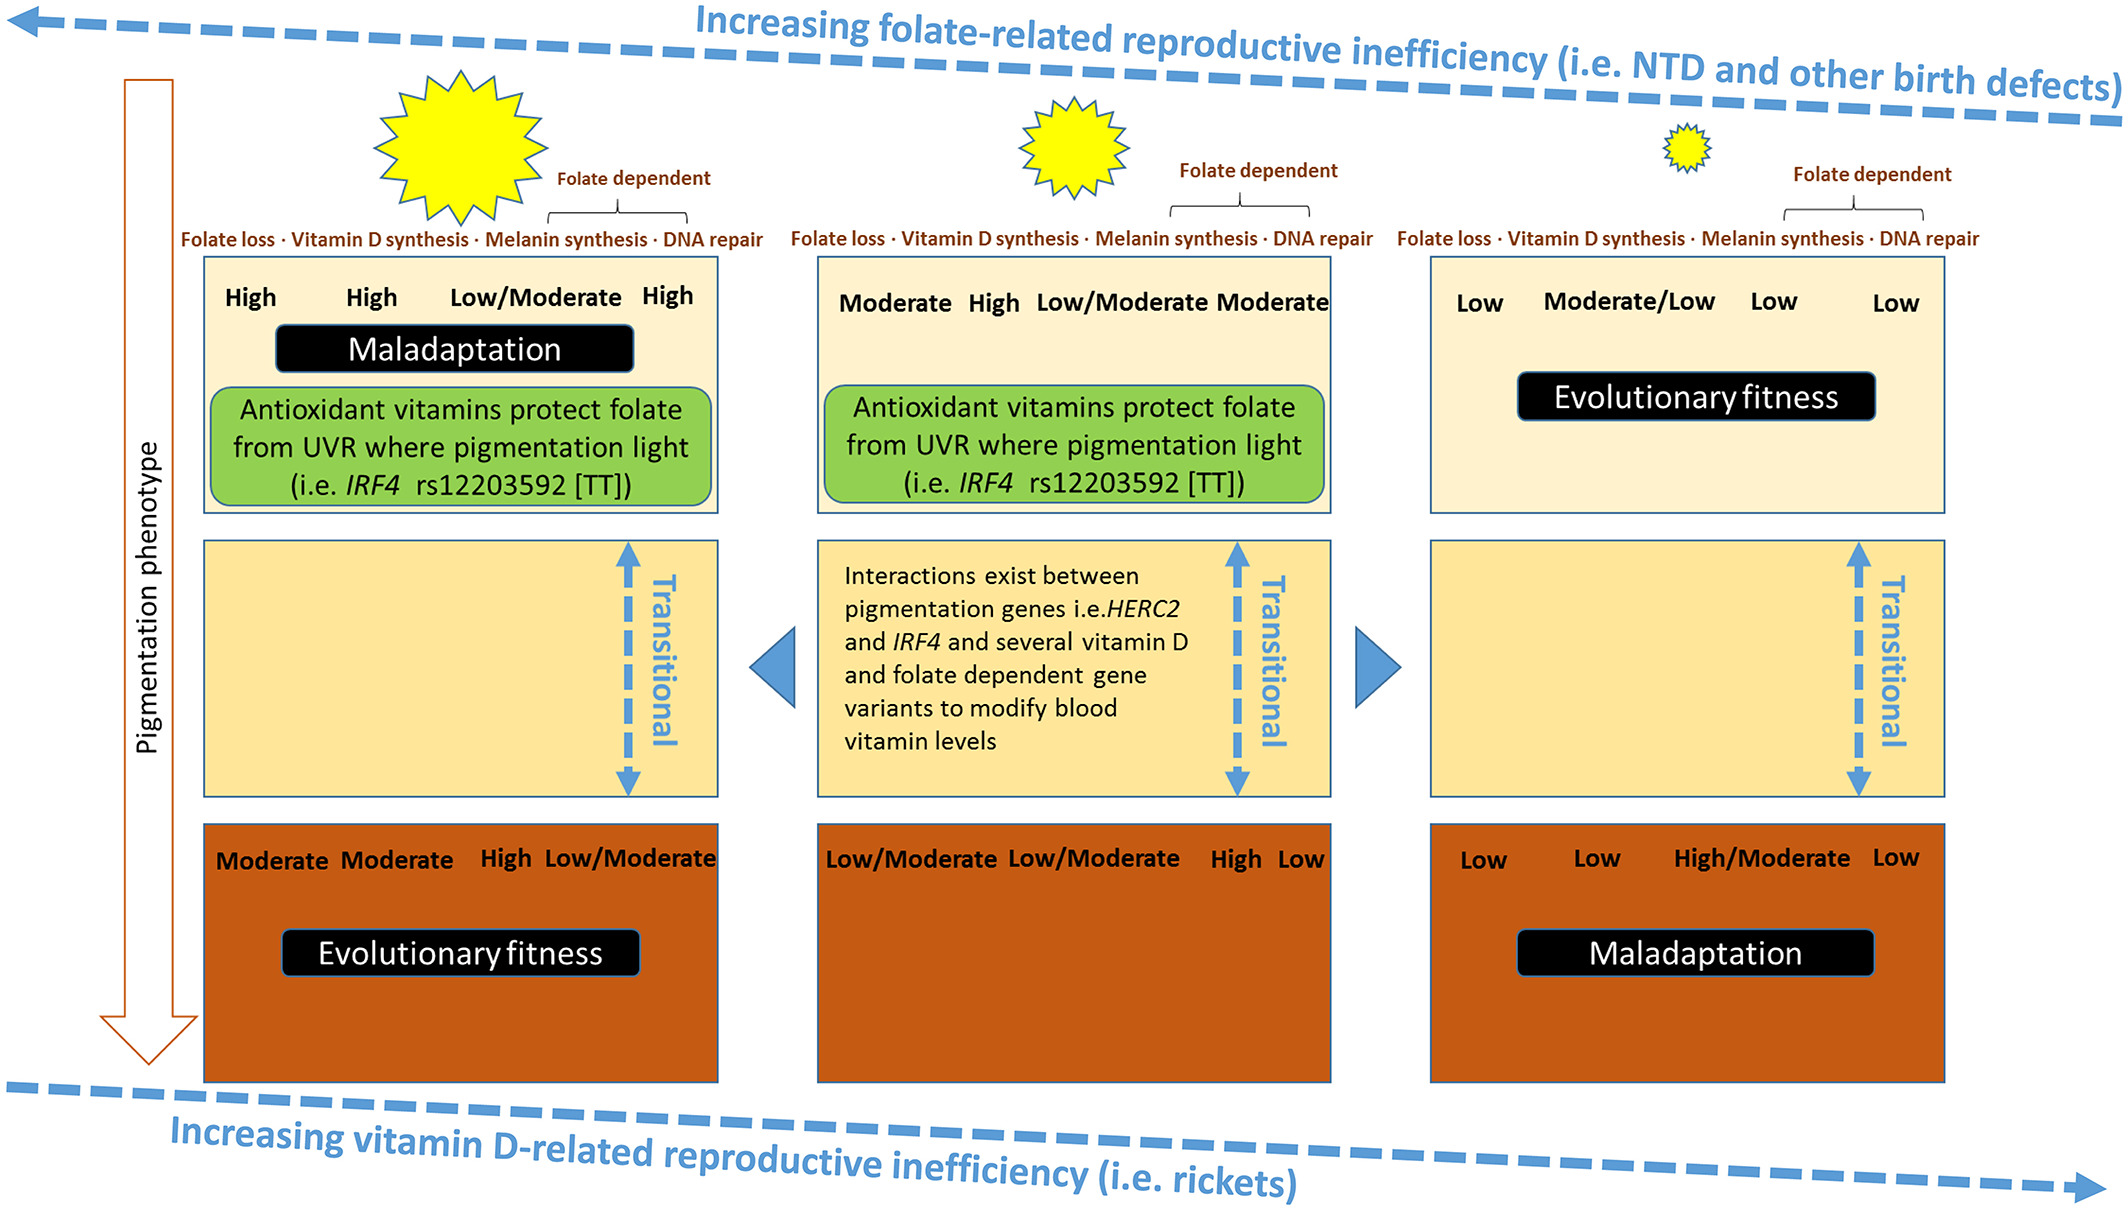 Increasing folate-related reproductive inefficiency (i.e. NTD and other birth defects)
Folate dependent
Folate dependent
Folate dependent
Folate loss · Vitamin D synthesis · Melanin synthesis · DNA repair
Folate loss · Vitamin D synthesis · Melanin synthesis · DNA repair
Folate loss · Vitamin D synthesis · Melanin synthesis · DNA repair
Pigmentation phenotype
High High Low/Moderate High
Maladaptation
Antioxidant vitamins protect folate
from UVR where pigmentation light
(i.e. IRF4 rs12203592 [TT])
Moderate High Low/Moderate Moderate
Antioxidant vitamins protect folate
from UVR where pigmentation light
(i.e. IRF4 rs12203592 [TT])
Low Moderate/Low Low Low
Evolutionary fitness
Transitional
Interactions exist between
pigmentation genes i.e.HERC2
and IRF4 and several vitamin D
and folate dependent gene
variants to modify blood
vitamin levels
Transitional
Transitional
Moderate Moderate High Low/Moderate
Evolutionary fitness
Low/Moderate Low/Moderate High Low
Low Low High/Moderate Low
Maladaptation
Increasing vitamin D-related reproductive inefficiency (i.e. rickets)